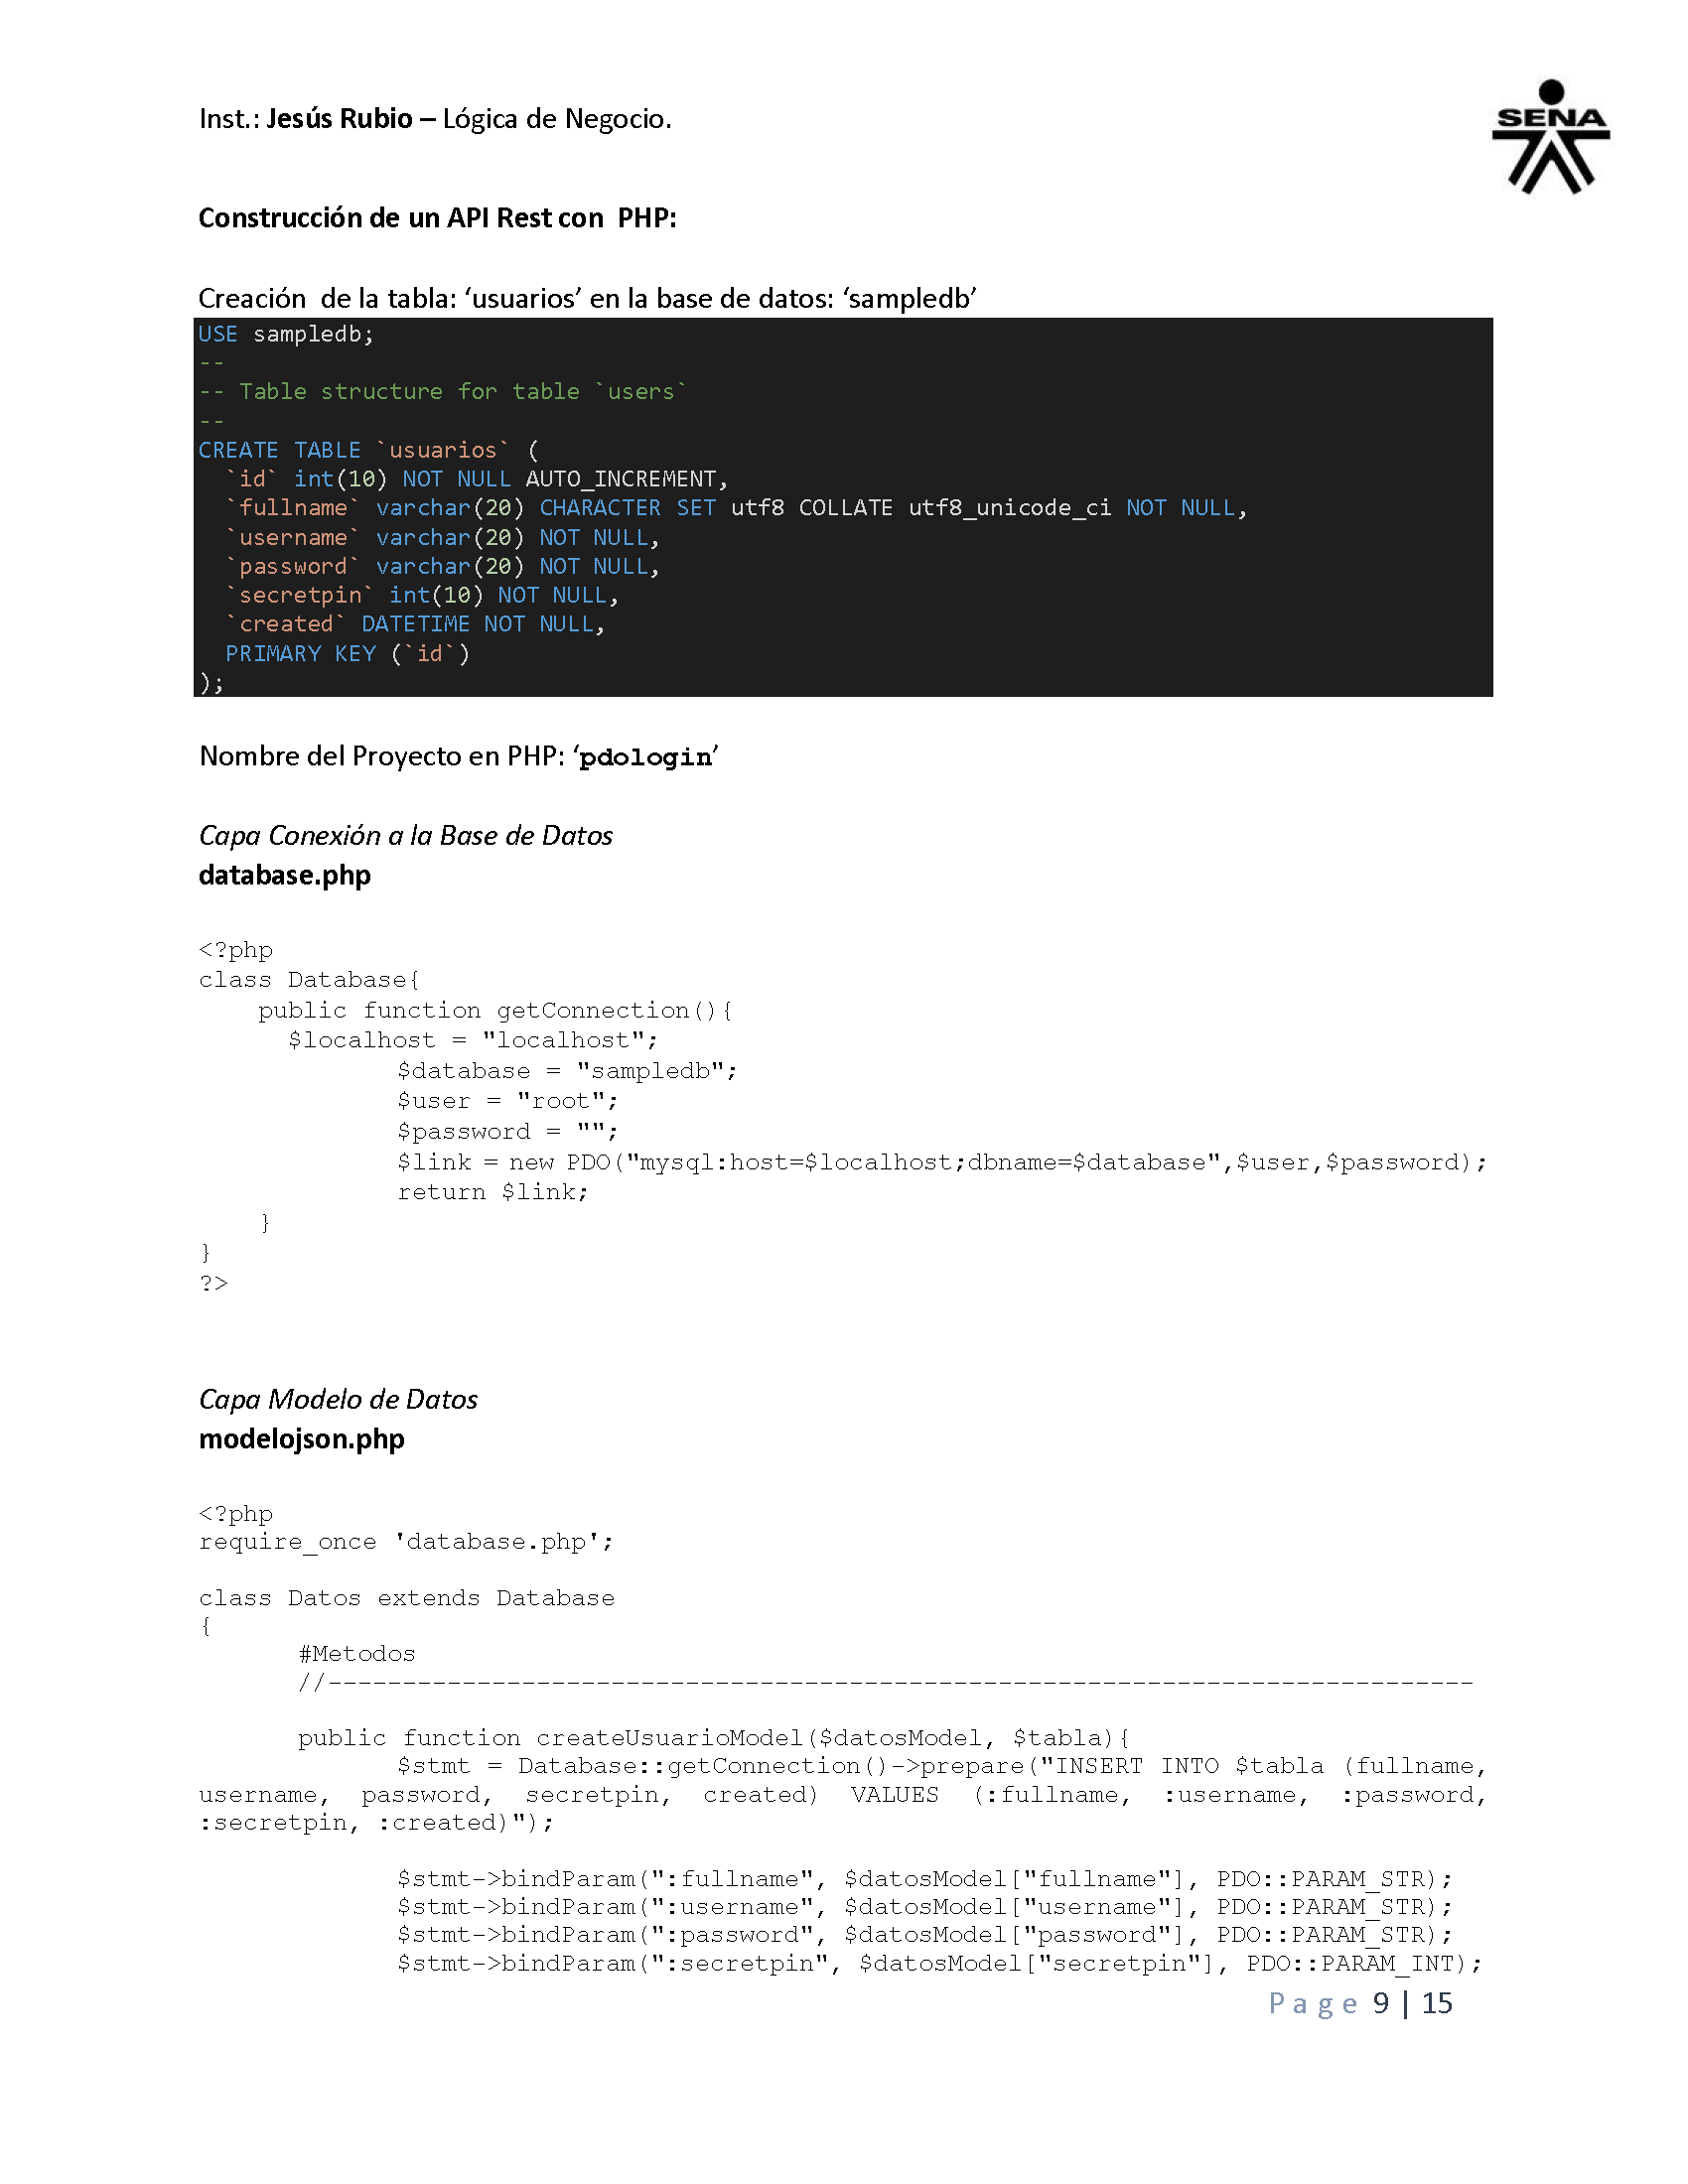 Inst.: Jesús Rubio – Lógica de Negocio.
SENA
Construcción de un API Rest con  PHP:
Creación  de la tabla: ‘usuarios’ en la base de datos: ‘sampledb’
USE sampledb;
--
-- Table structure for table `users`
--
CREATE TABLE `usuarios` (
  `id` int(10) NOT NULL AUTO_INCREMENT,
  `fullname` varchar(20) CHARACTER SET utf8 COLLATE utf8_unicode_ci NOT NULL,
  `username` varchar(20) NOT NULL,
  `password` varchar(20) NOT NULL,
  `secretpin` int(10) NOT NULL,
  `created` DATETIME NOT NULL,
  PRIMARY KEY (`id`)
);
Nombre del Proyecto en PHP: ‘pdologin’
Capa Conexión a la Base de Datos
database.php
<?php
class Database{
    public function getConnection(){
      $localhost = "localhost";
        $database = "sampledb";
        $user = "root";
        $password = "";
        $link = new PDO("mysql:host=$localhost;dbname=$database",$user,$password);
        return $link;
    }
}
?>
Capa Modelo de Datos
modelojson.php
<?php
require_once 'database.php';
class Datos extends Database
{
    #Metodos
    //-----------------------------------------------------------------------------
    public function createUsuarioModel($datosModel, $tabla){
        $stmt = Database::getConnection()->prepare("INSERT INTO $tabla (fullname,
username, password, secretpin, created) VALUES (:fullname, :username, :password,
:secretpin, :created)");
        $stmt->bindParam(":fullname", $datosModel["fullname"], PDO::PARAM_STR);
        $stmt->bindParam(":username", $datosModel["username"], PDO::PARAM_STR);
        $stmt->bindParam(":password", $datosModel["password"], PDO::PARAM_STR);
        $stmt->bindParam(":secretpin", $datosModel["secretpin"], PDO::PARAM_INT);
Page 9 | 15